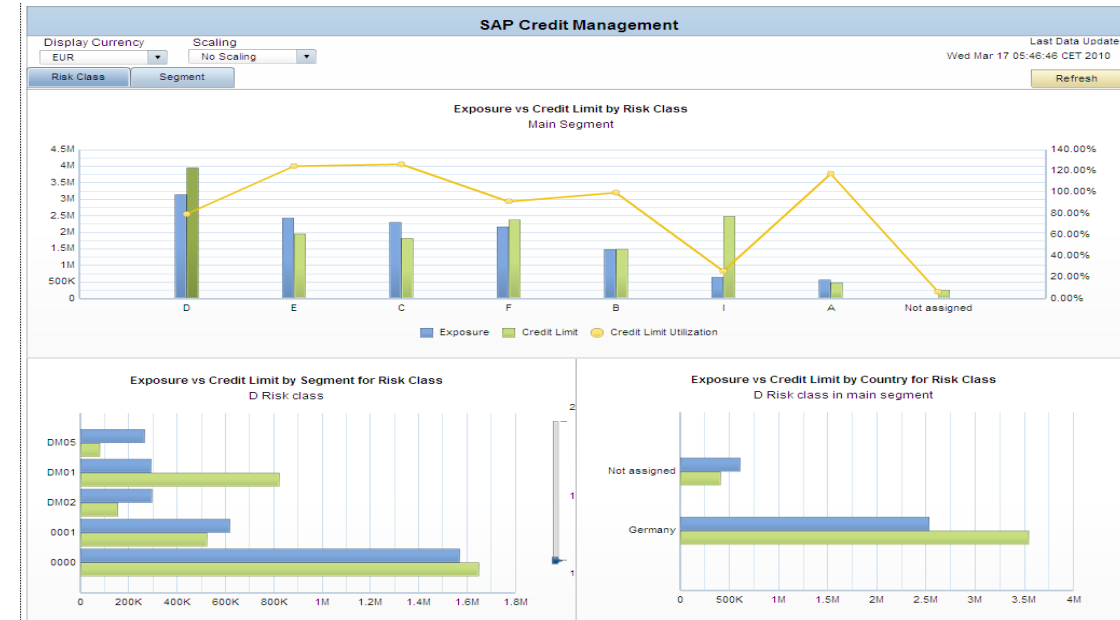 SAP Credit Management
Display Currency
Scaling
Last Data Update
EUR
No Scaling
Wed Mar 17 05:46:46 CET 2010
Risk Class
Segment
Refresh
Exposure vs Credit Limit by Risk Class
Main Segment
4.5M
4M
3.5M
3M
2.5M
2M
1.5M
1M
500K
0
140.00%
120.00%
100.00%
80.00%
60.00%
40.00%
20.00%
0.00%
D E C F B I A Not assigned
Exposure Credit Limit Credit Limit Utilization
Exposure vs Credit Limit by Segment for Risk Class
D Risk class
DM05
DM01
DM02
0001
0000
0 200K 400K 600K 800K 1M 1.2M 1.4M 1.6M 1.8M
2
1
1
Exposure vs Credit Limit by Country for Risk Class
D Risk class in main segment
Not assigned
Germany
0 500K 1M 1.5M 2M 2.5M 3M 3.5M 4M